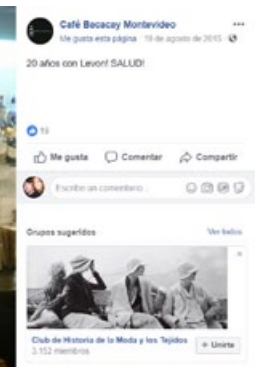 Café Bacacay Montevideo
Me gusta esta página · 19 de agosto de 2015 ·
20 años con Levon! SALUD!
19
Me gusta Comentar Compartir
Escribe un comentario...
Grupos sugeridos Ver todos
Club de Historia de la Moda y los Tejidos
3.152 miembros
+ Unirte